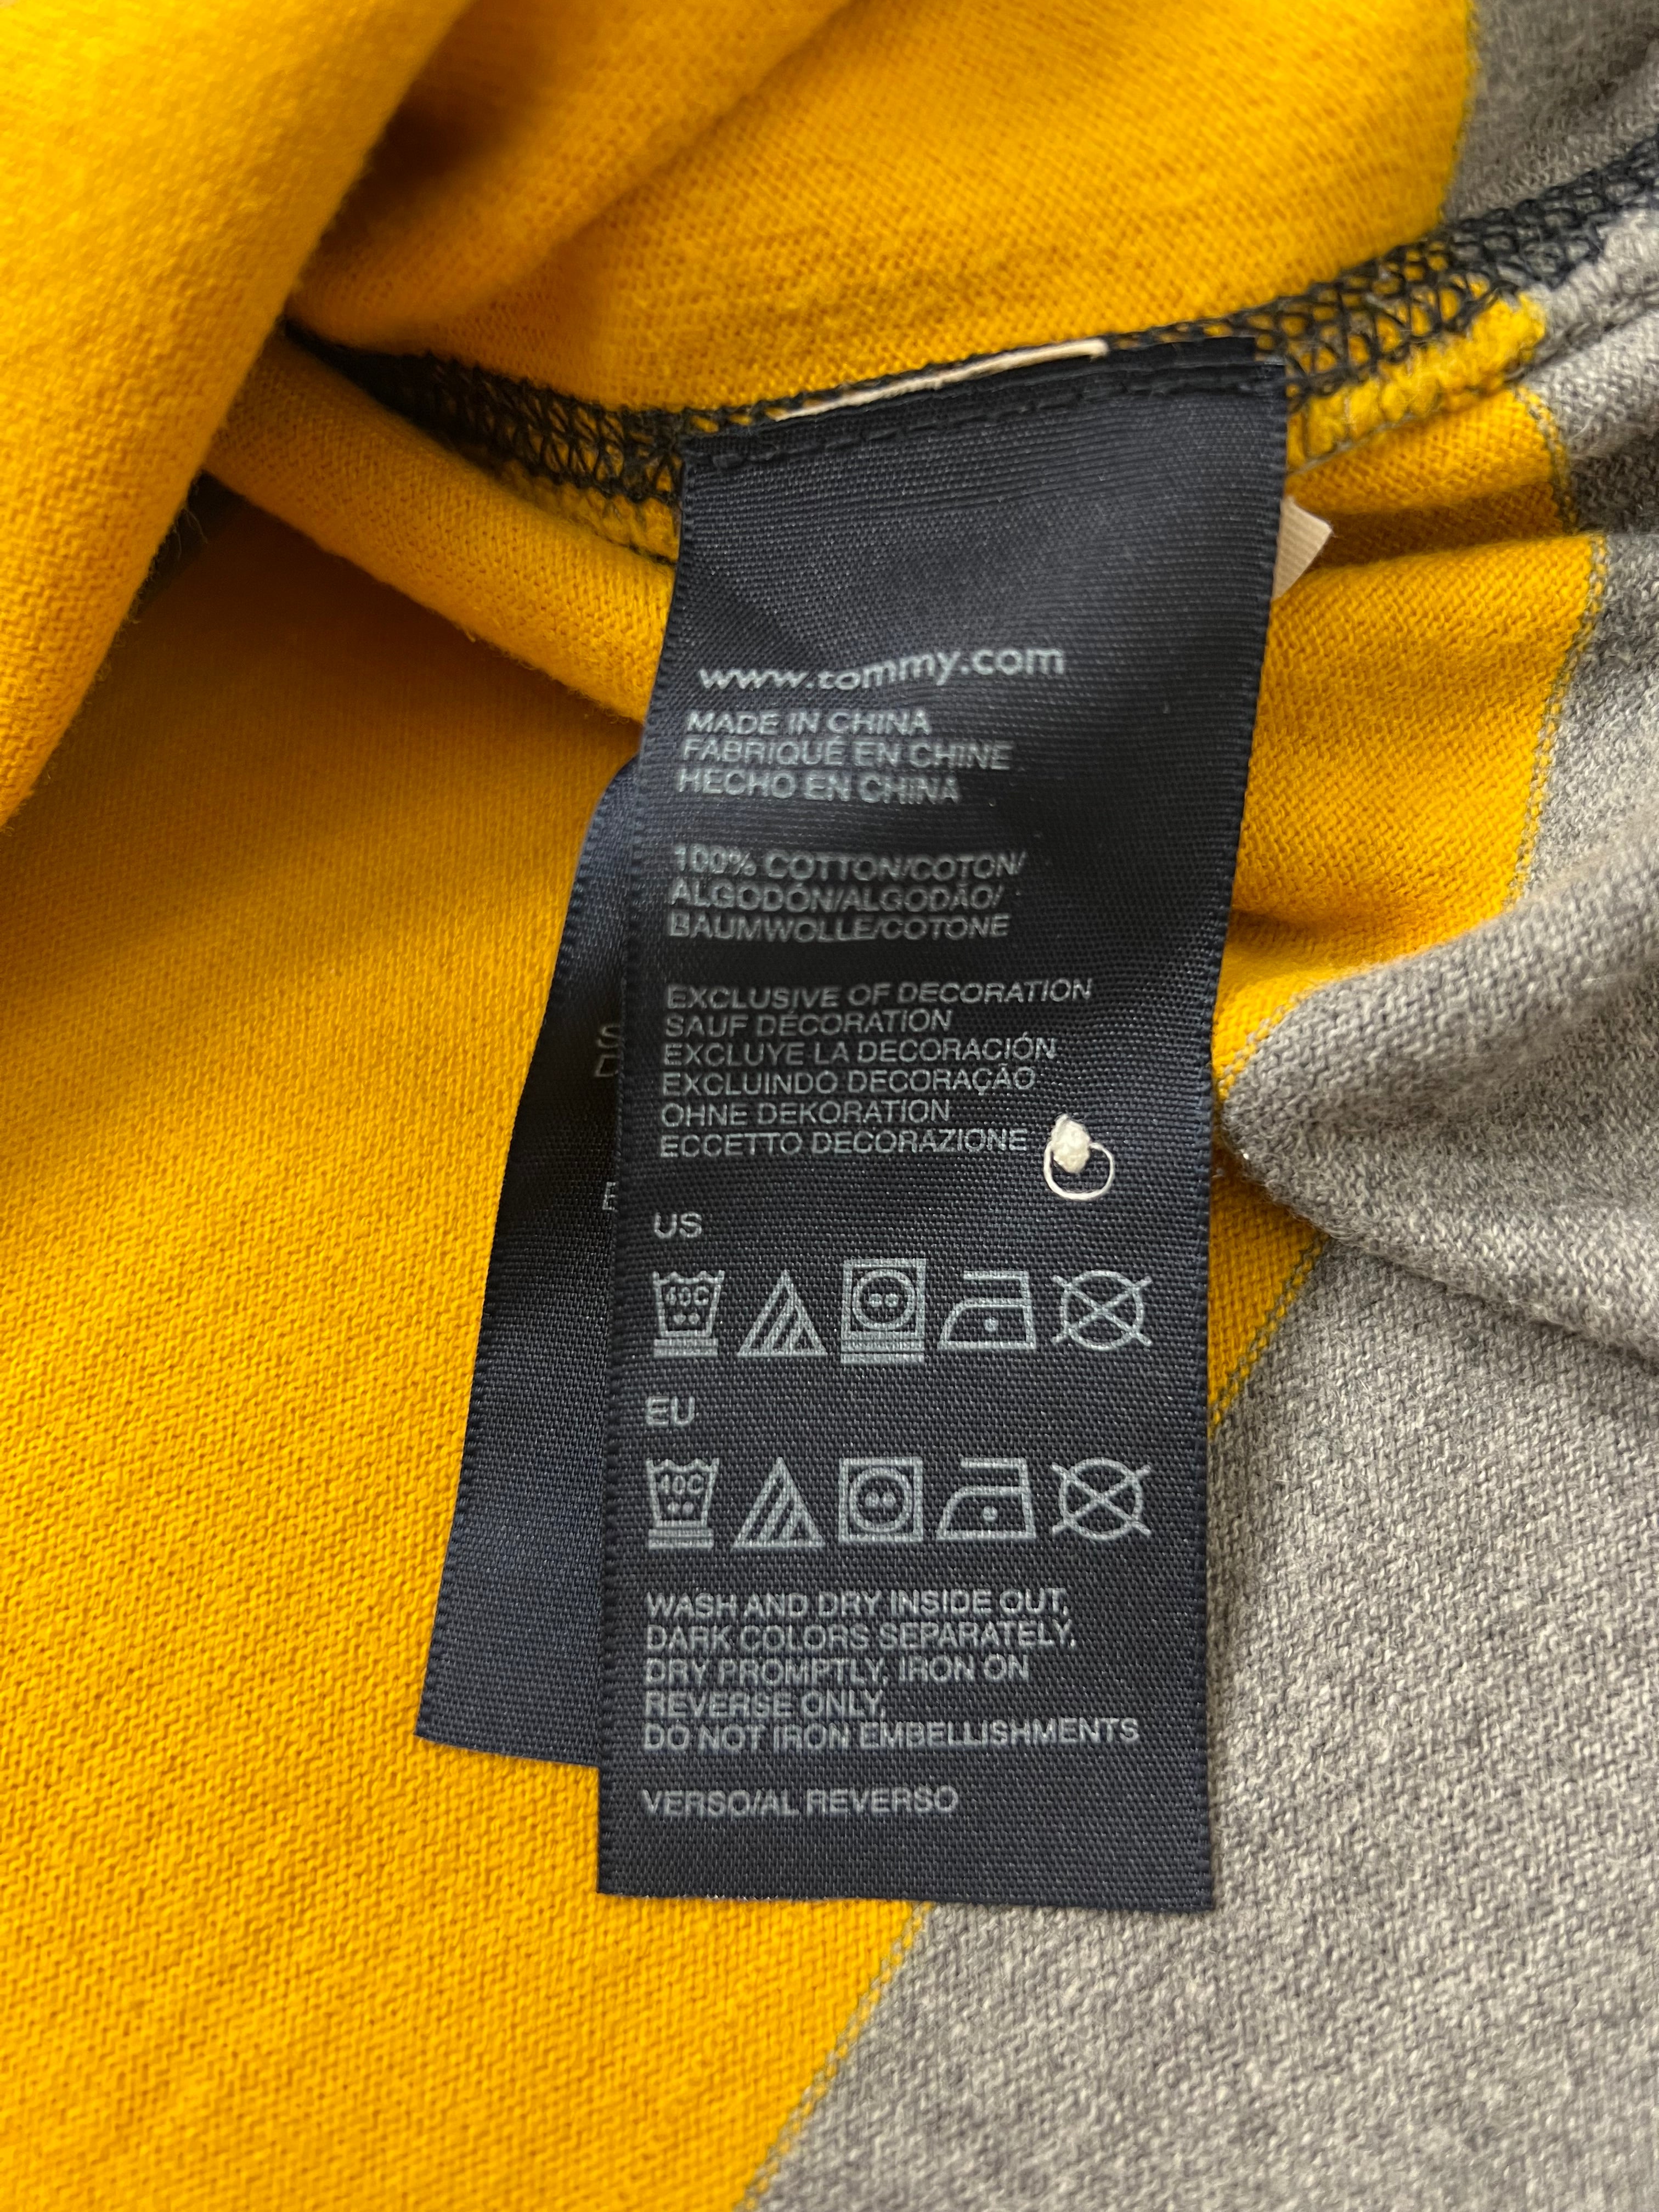 www.tommy.com
MADE IN CHINA
FABRIQUÉ EN CHINE
HECHO EN CHINA
100% COTTON/COTON/
ALGODÓN/ALGODÃO/
BAUMWOLLE/COTONE
EXCLUSIVE OF DECORATION
SAUF DÉCORATION
EXCLUYE LA DECORACIÓN
EXCLUINDO DECORAÇÃO
OHNE DEKORATION
ECCETTO DECORAZIONE
US
40C
EU
40C
WASH AND DRY INSIDE OUT,
DARK COLORS SEPARATELY,
DRY PROMPTLY, IRON ON
REVERSE ONLY,
DO NOT IRON EMBELLISHMENTS
VERSO/AL REVERSO